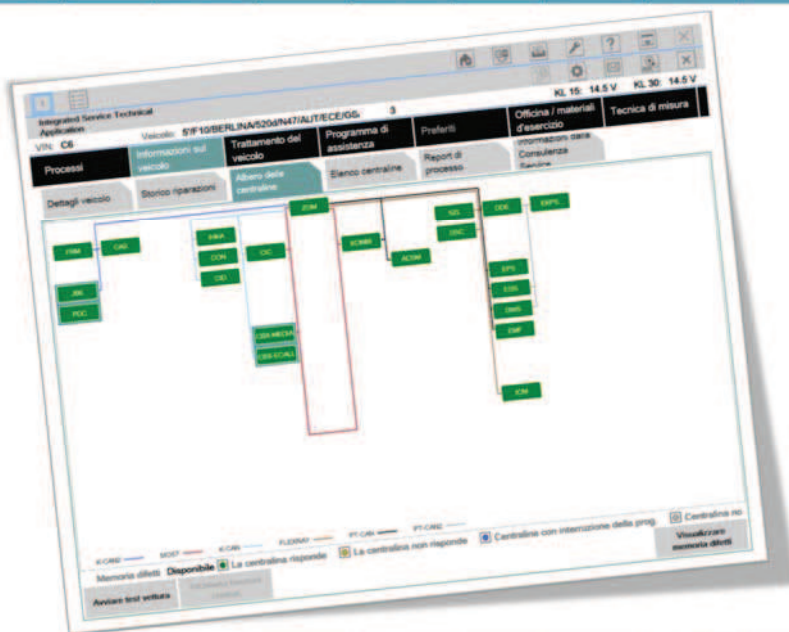 Integrated Service Technical
Application
VIN: C6
Veicolo: 5'/F10/BERLINA/520d/N47/AUT/ECE/GS/
3
KL 15: 14.5 V KL 30: 14.5 V
Processi
Informazioni sul
veicolo
Trattamento del
veicolo
Programma di
assistenza
Preferiti
Officina / materiali
d'esercizio
Tecnica di misura
Dettagli veicolo
Storico riparazioni
Albero delle
centraline
Elenco centraline
Report di
processo
Informazioni dalla
Consulenza
Service
ZGM
FRM
CAS
JBE
PDC
IHKA
CON
CID
CIC
CBX-MEDIA
CBX-ECALL
KOMBI
ACSM
SZL
DSC
DDE
EKPS
EPS
EGS
GWS
EMF
ICM
K-CAN2
MOST
K-CAN
FLEXRAY
PT-CAN
PT-CAN2
Memoria difetti Disponibile La centralina risponde La centralina non risponde Centralina con interruzione della prog. Centralina no
Avviare test vettura
Visualizzare
memoria difetti